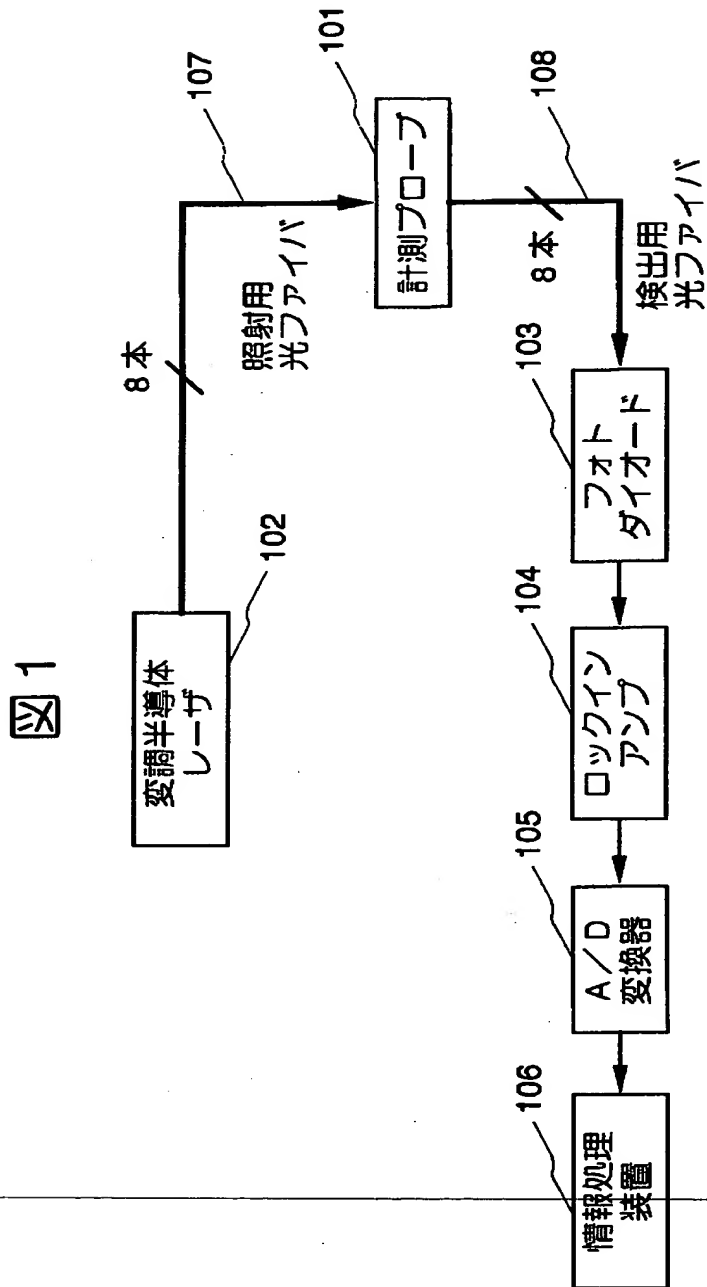 図1
変調半導体
レーザ
102
8本
照射用
光ファイバ
107
計測プローブ
101
8本
108
検出用
光ファイバ
フォト
ダイオード
103
ロックイン
アンプ
104
A/D
変換器
105
情報処理
装置
106